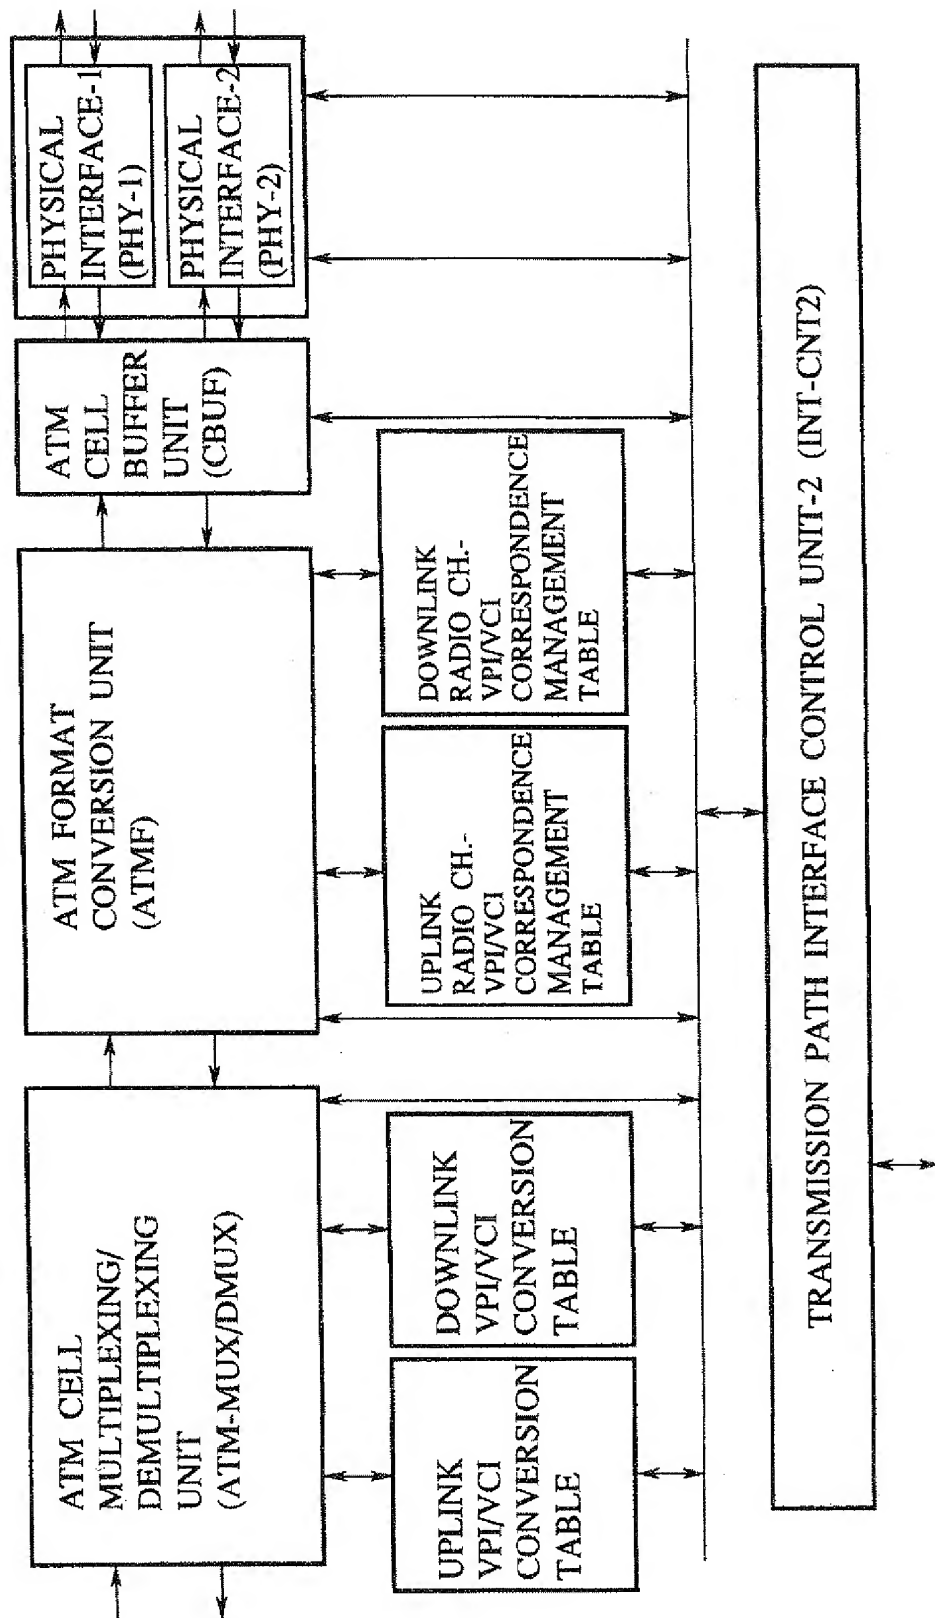 ATM CELL
MULTIPLEXING/
DEMULTIPLEXING
UNIT
(ATM-MUX/DMUX)
ATM FORMAT
CONVERSION UNIT
(ATMF)
ATM
CELL
BUFFER
UNIT
(CBUF)
PHYSICAL
INTERFACE-1
(PHY-1)
PHYSICAL
INTERFACE-2
(PHY-2)
UPLINK
VPI/VCI
CONVERSION
TABLE
DOWNLINK
VPI/VCI
CONVERSION
TABLE
UPLINK
RADIO CH.-
VPI/VCI
CORRESPONDENCE
MANAGEMENT
TABLE
DOWNLINK
RADIO CH.-
VPI/VCI
CORRESPONDENCE
MANAGEMENT
TABLE
TRANSMISSION PATH INTERFACE CONTROL UNIT-2 (INT-CNT2)